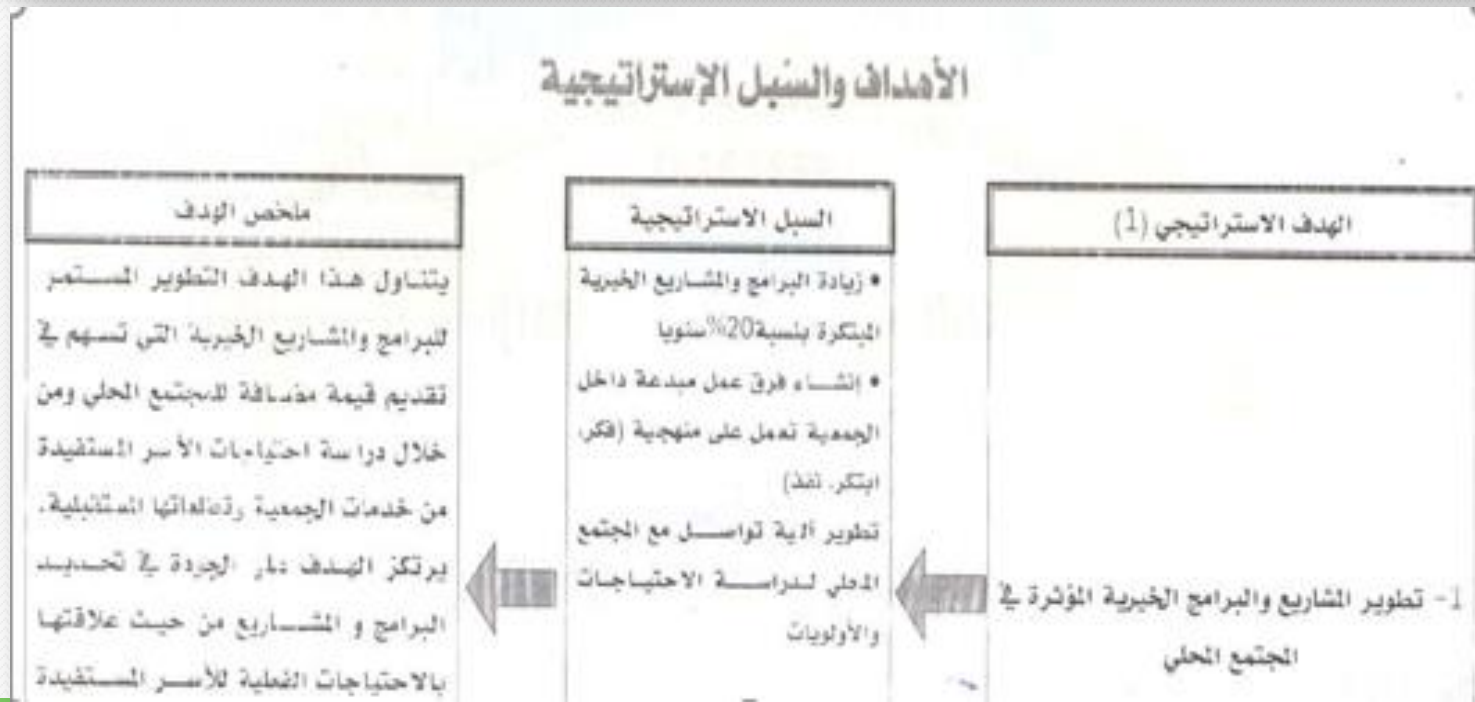 الأهداف والسُبل الإستراتيجية
الهدف الاستراتيجي (1)
1- تطوير المشاريع والبرامج الخيرية المؤثرة في
المجتمع المحلي
السبل الاستراتيجية
• زيادة البرامج والمشاريع الخيرية
المبتكرة بنسبة20%سنويا
• إنشاء فرق عمل مبدعة داخل
الجمعية تعمل على منهجية (فكر،
ابتكر، نفذ)
تطوير آلية تواصل مع المجتمع
المحلي لدراسة الاحتياجات
والأولويات
ملخص الهدف
يتناول هذا الهدف التطوير المستمر
للبرامج والمشاريع الخيرية التي تسهم في
تقديم قيمة مضافة للمجتمع المحلي ومن
خلال دراسة احتياجات الأسر المستفيدة
من خدمات الجمعية وتطلعاتها المستقبلية.
يرتكز الهدف على الجودة في تحديد
البرامج و المشاريع من حيث علاقتها
بالاحتياجات الفعلية للأسر المستفيدة